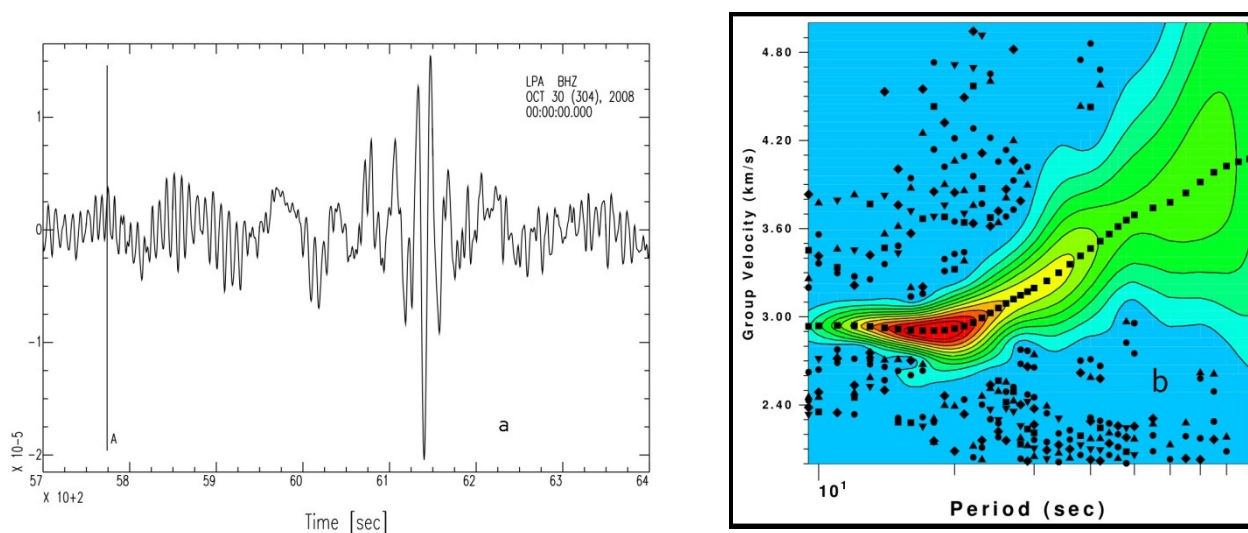 LPA BHZ
OCT 30 (304), 2008
00:00:00.000
1
0
-1
-2
X 10-5
A
a
57 58 59 60 61 62 63 64
X 10+2
Time [sec]
4.80
4.20
3.60
3.00
2.40
Group Velocity (km/s)
b
10¹
Period (sec)